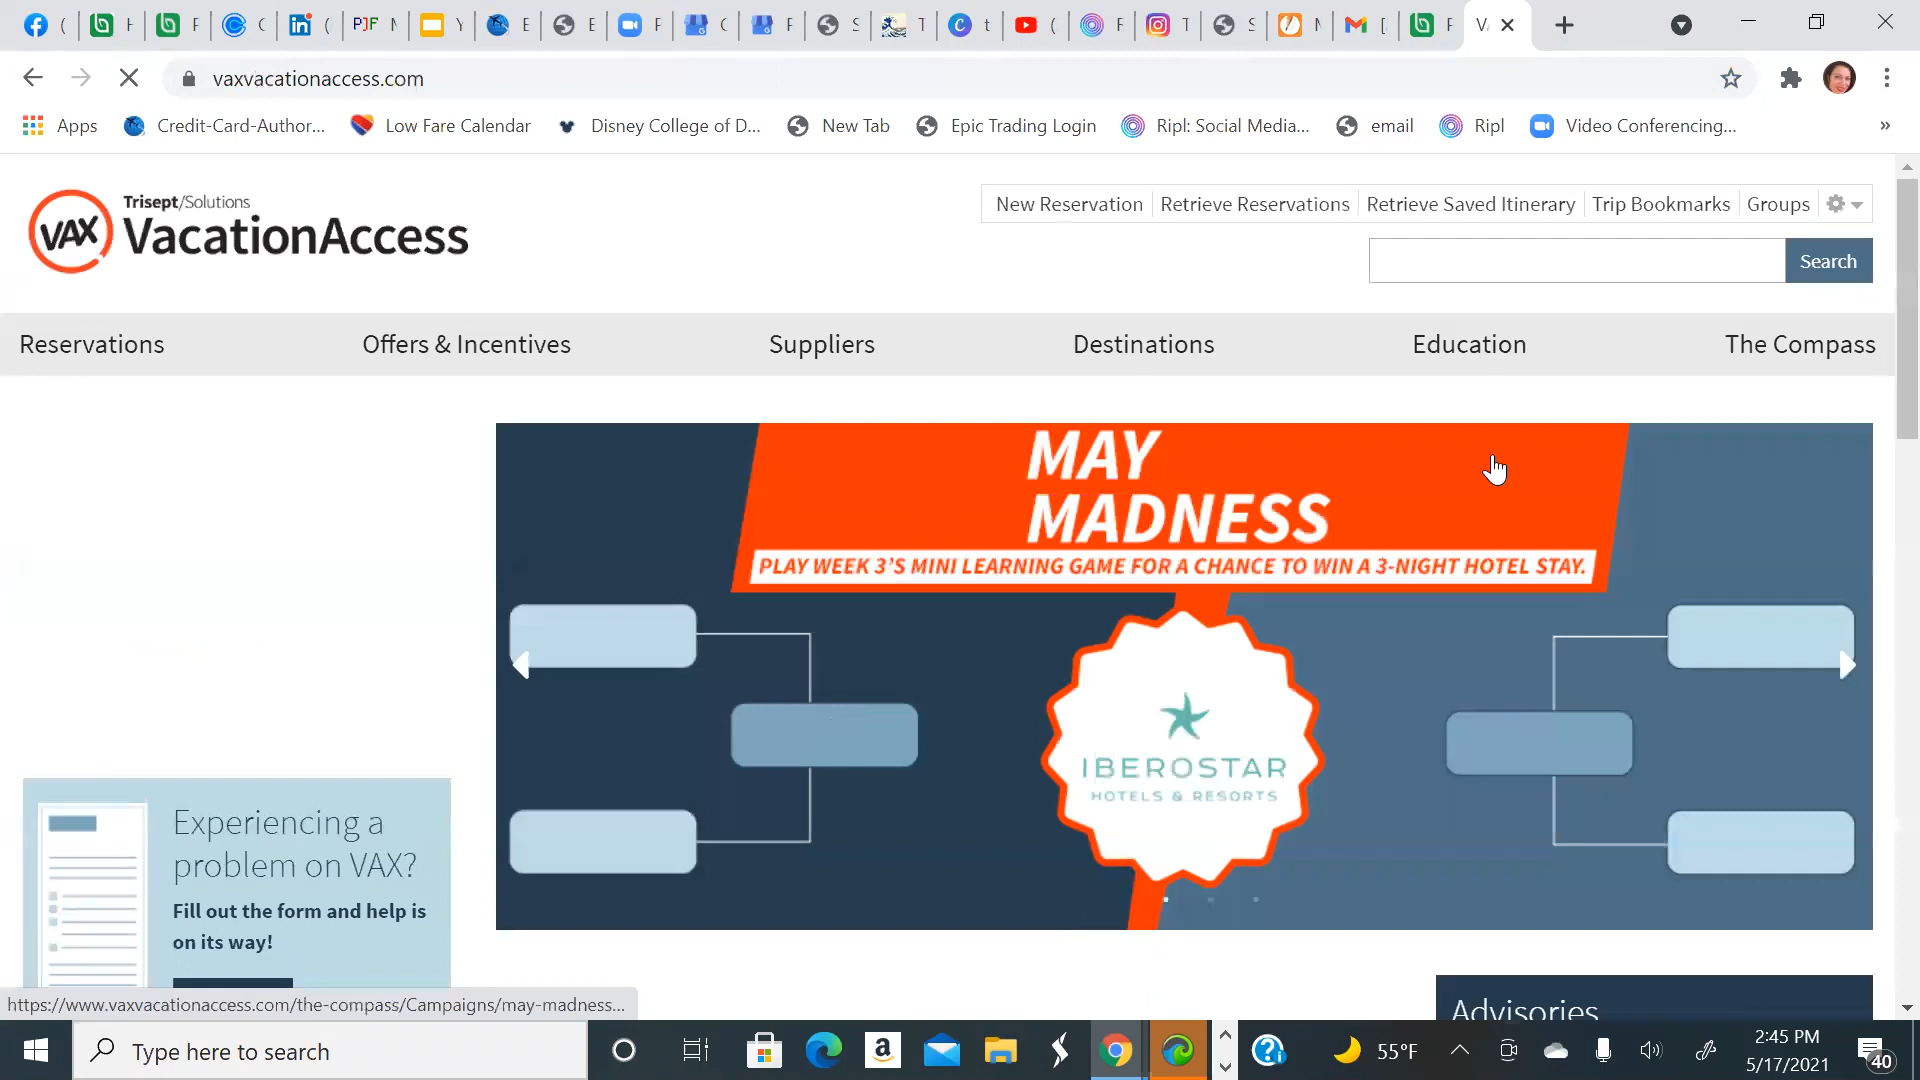 vaxvacationaccess.com
Apps
Credit-Card-Author...
Low Fare Calendar
Disney College of D...
New Tab
Epic Trading Login
Ripl: Social Media...
email
Ripl
Video Conferencing...
»
VAX
Trisept/Solutions
VacationAccess
New Reservation
Retrieve Reservations
Retrieve Saved Itinerary
Trip Bookmarks
Groups
Search
Reservations
Offers & Incentives
Suppliers
Destinations
Education
The Compass
MAY
MADNESS
PLAY WEEK 3'S MINI LEARNING GAME FOR A CHANCE TO WIN A 3-NIGHT HOTEL STAY.
IBEROSTAR
HOTELS & RESORTS
Experiencing a
problem on VAX?
Fill out the form and help is
on its way!
Advisories
https://www.vaxvacationaccess.com/the-compass/Campaigns/may-madness...
Type here to search
55°F
2:45 PM
5/17/2021
40